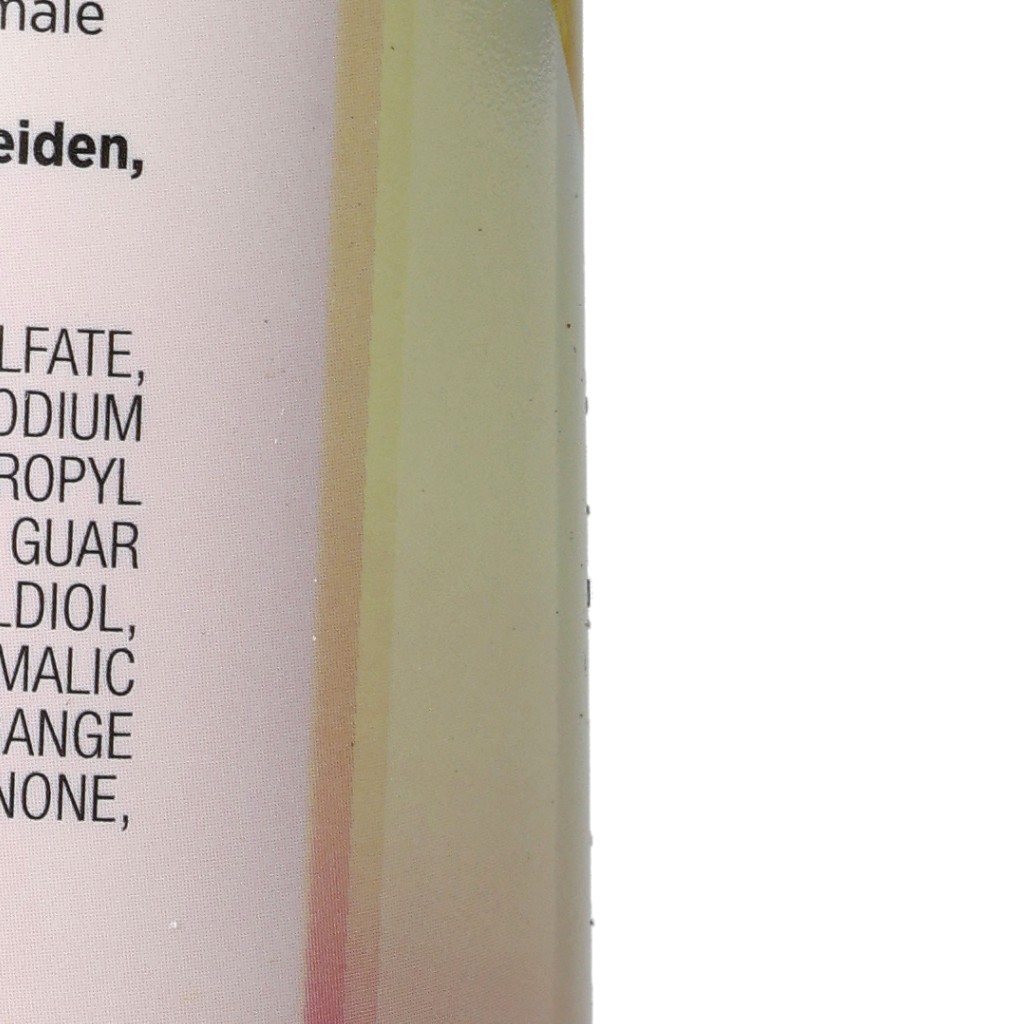 male
eiden,
LFATE,
ODIUM
ROPYL
GUAR
LDIOL,
MALIC
ANGE
NONE,